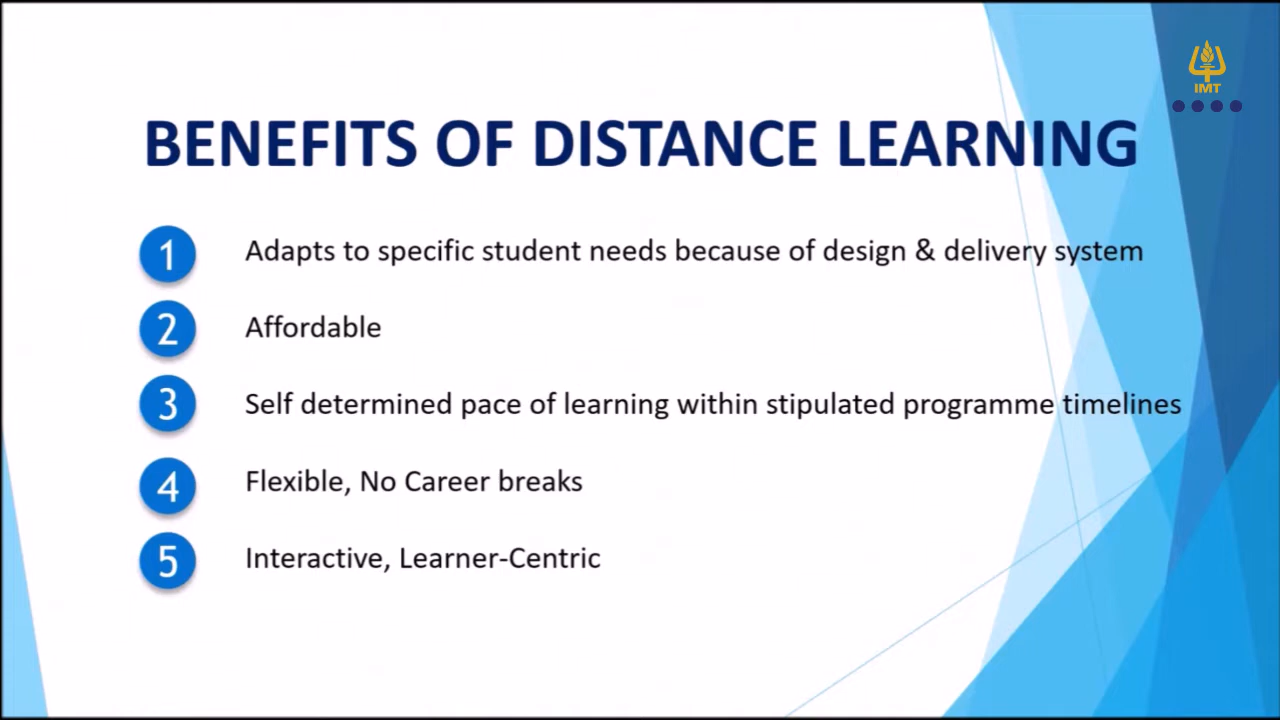 IMT
BENEFITS OF DISTANCE LEARNING
1 Adapts to specific student needs because of design & delivery system
2 Affordable
3 Self determined pace of learning within stipulated programme timelines
4 Flexible, No Career breaks
5 Interactive, Learner-Centric